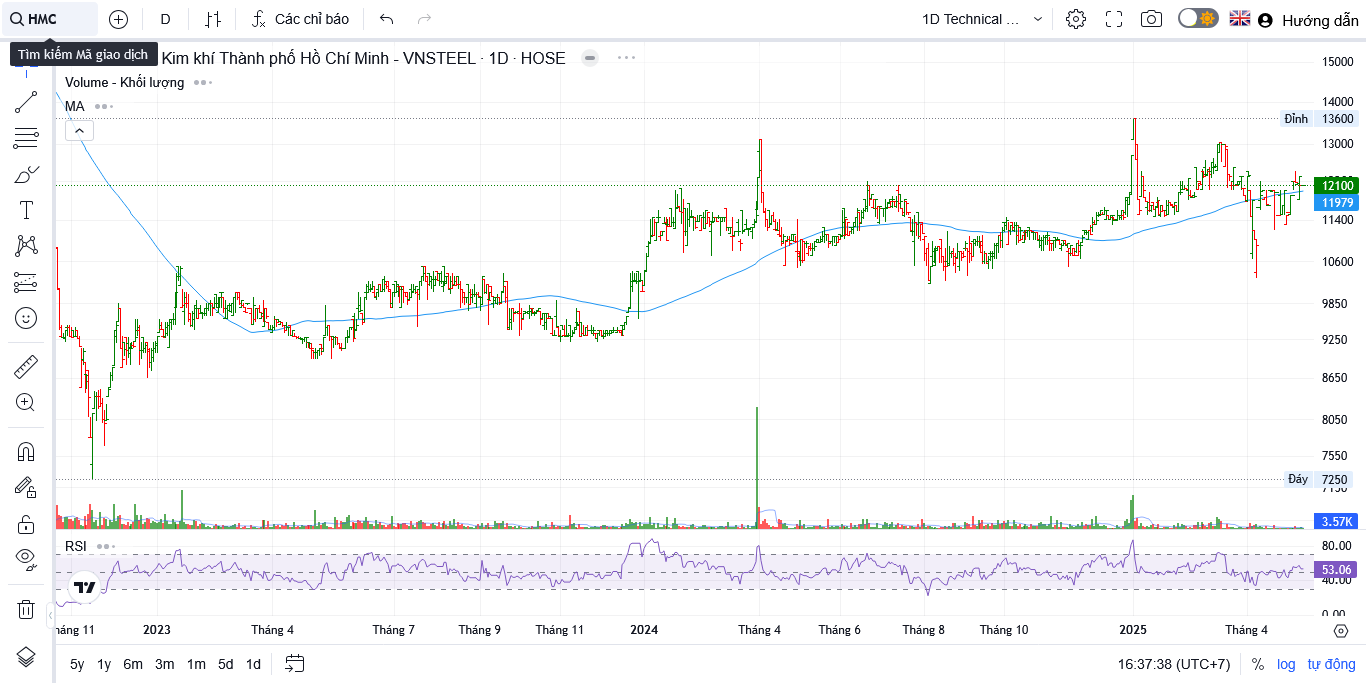 HMC
D
Các chỉ báo
1D Technical ...
Hướng dẫn
Tìm kiếm Mã giao dịch
Kim khí Thành phố Hồ Chí Minh - VNSTEEL · 1D · HOSE
Volume - Khối lượng
MA
15000
14000
Đỉnh 13600
13000
12100
11979
11400
10600
9850
9250
8650
8050
7550
Đáy 7250
3.57K
RSI
80.00
53.06
40.00
0.00
háng 11 2023 Tháng 4 Tháng 7 Tháng 9 Tháng 11 2024 Tháng 4 Tháng 6 Tháng 8 Tháng 10 2025 Tháng 4
5y 1y 6m 3m 1m 5d 1d
16:37:38 (UTC+7) % log tự động